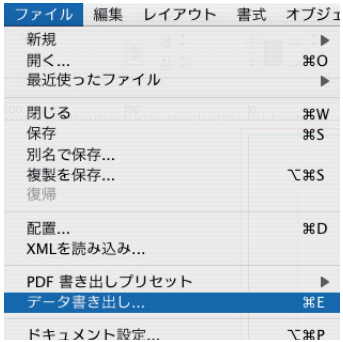 ファイル 編集 レイアウト 書式 オブジェ
新規 ▶
開く... ⌘O
最近使ったファイル ▶
閉じる ⌘W
保存 ⌘S
別名で保存...
複製を保存... ⌥⌘S
復帰
配置... ⌘D
XMLを読み込み...
PDF 書き出しプリセット ▶
データ書き出し... ⌘E
ドキュメント設定... ⌥⌘P